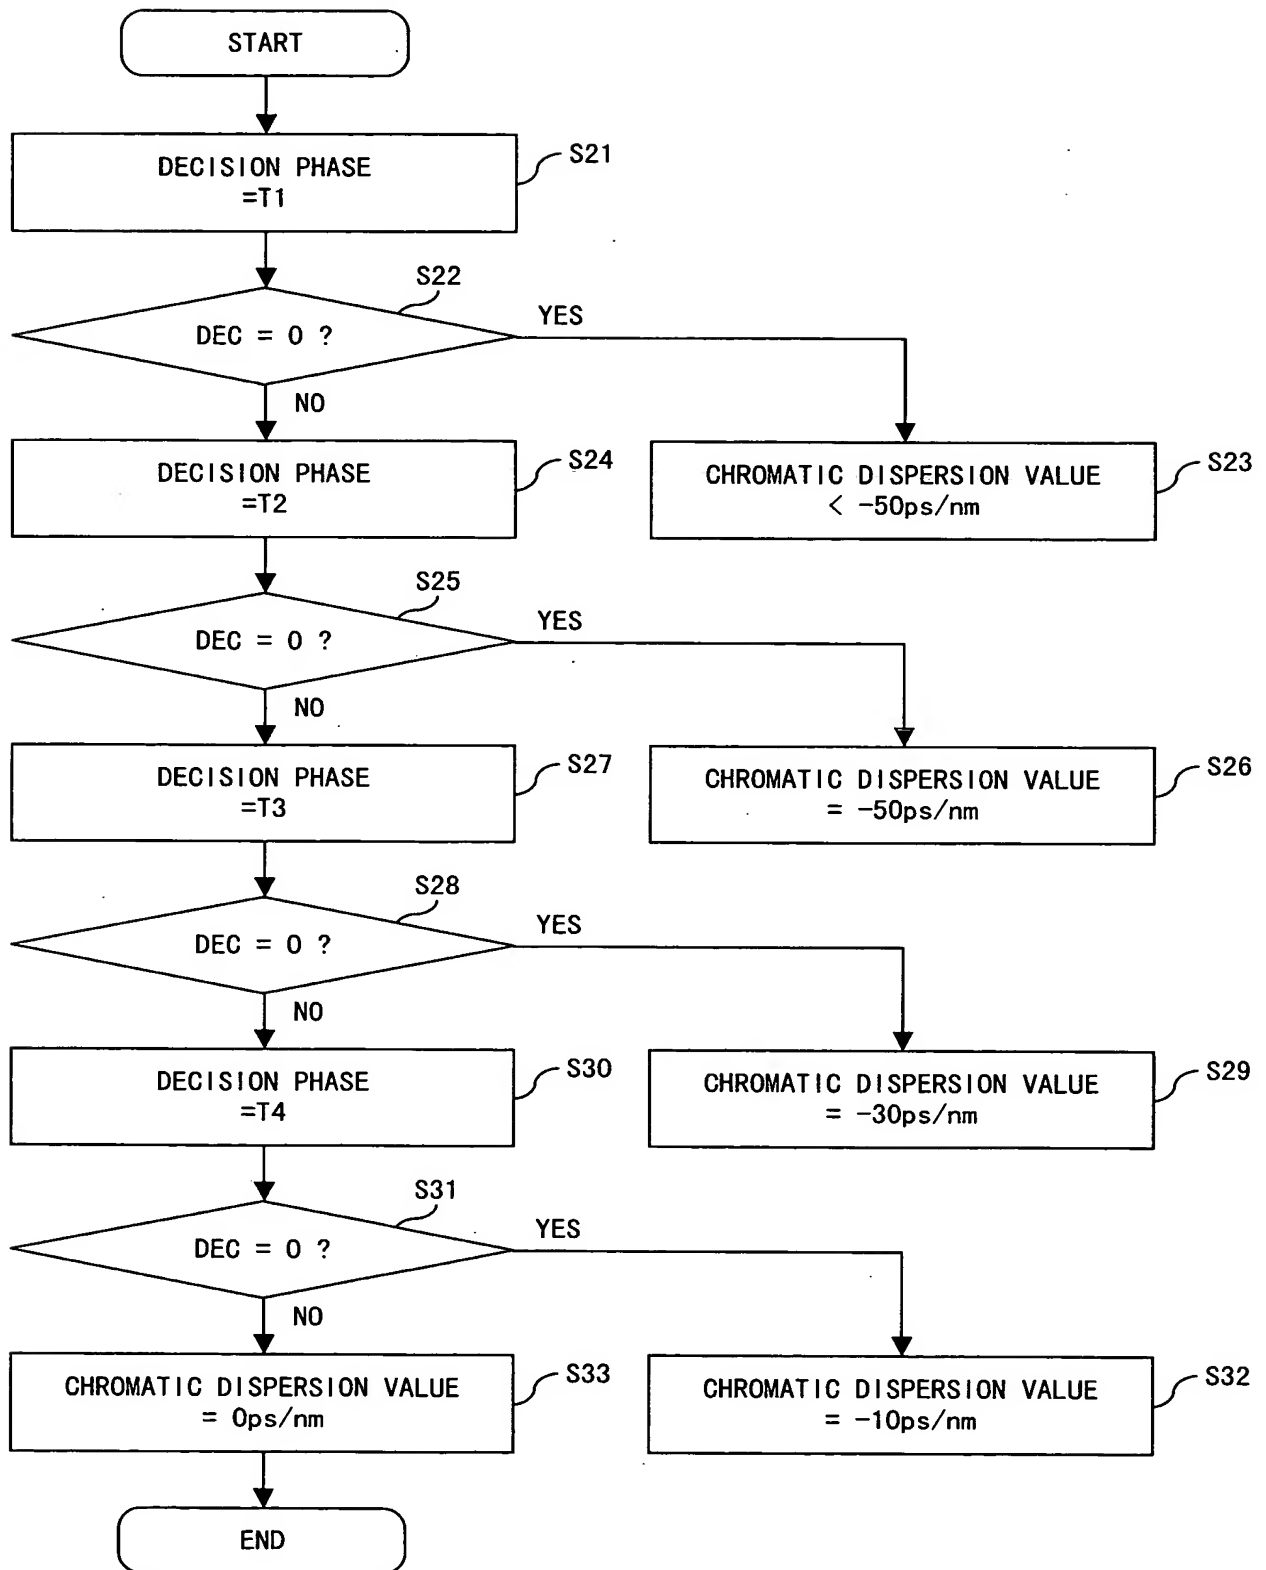 START
DECISION PHASE
=T1
S21
S22
DEC = 0 ?
YES
NO
DECISION PHASE
=T2
S24
CHROMATIC DISPERSION VALUE
< -50ps/nm
S23
S25
DEC = 0 ?
YES
NO
DECISION PHASE
=T3
S27
CHROMATIC DISPERSION VALUE
= -50ps/nm
S26
S28
DEC = 0 ?
YES
NO
DECISION PHASE
=T4
S30
CHROMATIC DISPERSION VALUE
= -30ps/nm
S29
S31
DEC = 0 ?
YES
NO
CHROMATIC DISPERSION VALUE
= 0ps/nm
S33
CHROMATIC DISPERSION VALUE
= -10ps/nm
S32
END